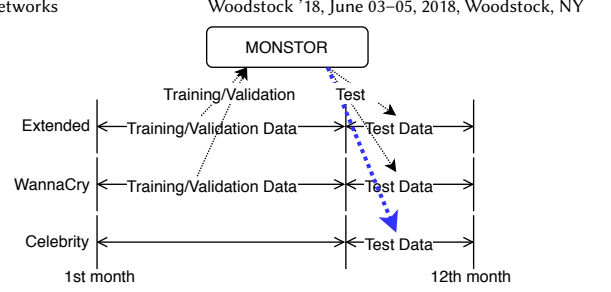 etworks Woodstock '18, June 03–05, 2018, Woodstock, NY
MONSTOR
Training/Validation Test
Extended Training/Validation Data Test Data
WannaCry Training/Validation Data Test Data
Celebrity Test Data
1st month 12th month